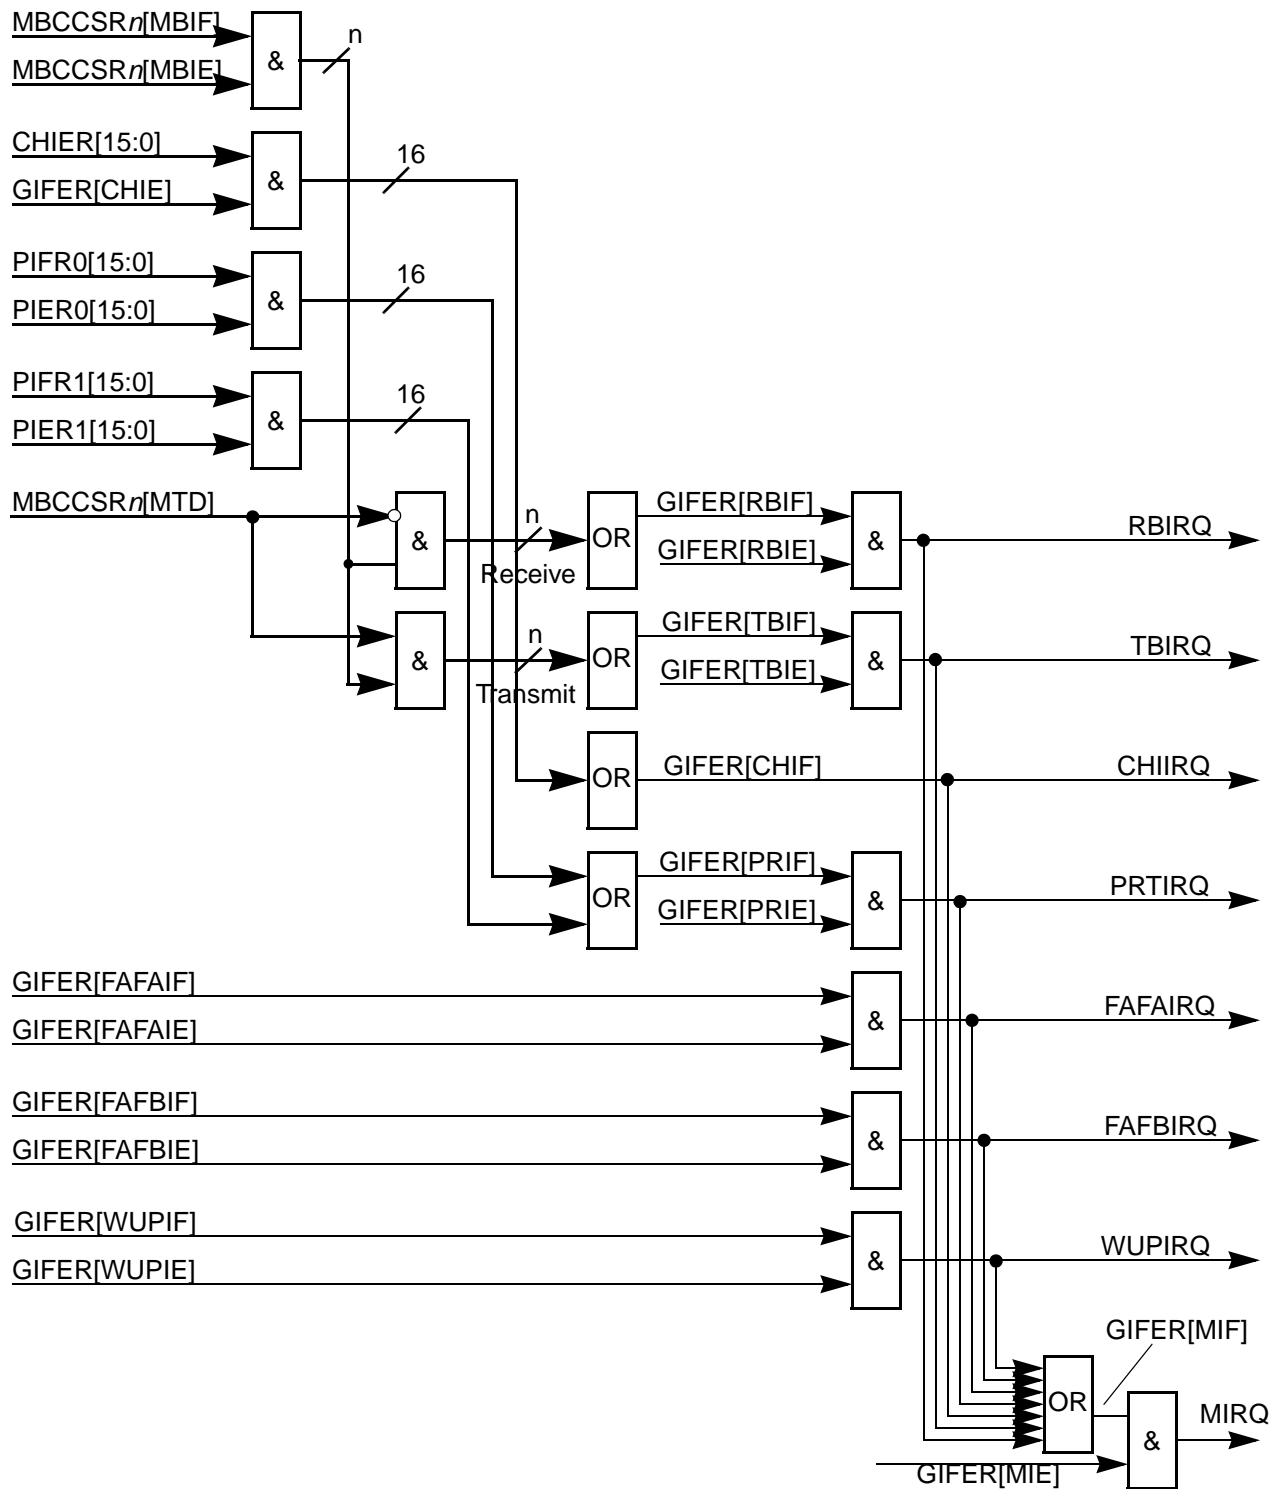 MBCCSRn[MBIF]
n
&
MBCCSRn[MBIE]
CHIER[15:0]
16
&
GIFER[CHIE]
PIFR0[15:0]
16
&
PIER0[15:0]
PIFR1[15:0]
16
&
PIER1[15:0]
MBCCSRn[MTD]
&
n
Receive
OR
GIFER[RBIF]
GIFER[RBIE]
&
RBIRQ
&
n
Transmit
OR
GIFER[TBIF]
GIFER[TBIE]
&
TBIRQ
OR
GIFER[CHIF]
CHIIRQ
OR
GIFER[PRIF]
GIFER[PRIE]
&
PRTIRQ
GIFER[FAFAIF]
GIFER[FAFAIE]
&
FAFAIRQ
GIFER[FAFBIF]
GIFER[FAFBIE]
&
FAFBIRQ
GIFER[WUPIF]
GIFER[WUPIE]
&
WUPIRQ
GIFER[MIF]
OR
&
MIRQ
GIFER[MIE]